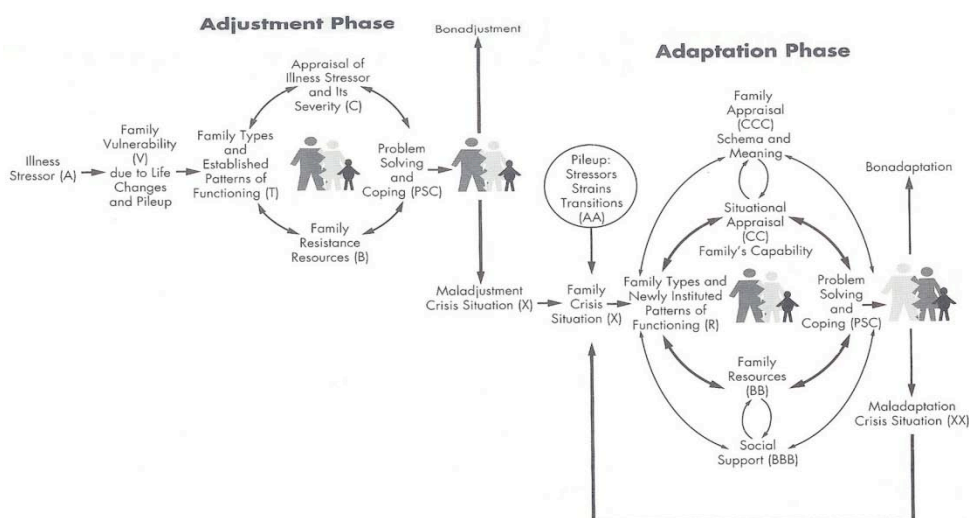 Adjustment Phase
Bonadjustment
Appraisal of
Illness Stressor
and Its
Severity (C)
Illness
Stressor (A)
Family
Vulnerability
(V)
due to Life
Changes
and Pileup
Family Types
and
Established
Patterns of
Functioning (T)
Problem
Solving
and
Coping (PSC)
Family
Resistance
Resources (B)
Maladjustment
Crisis Situation (X)
Adaptation Phase
Pileup:
Stressors
Strains
Transitions
(AA)
Family
Crisis
Situation (X)
Family
Appraisal
(CCC)
Schema and
Meaning
Situational
Appraisal
(CC)
Family's Capability
Family Types and
Newly Instituted
Patterns of
Functioning (R)
Problem
Solving
and
Coping (PSC)
Family
Resources
(BB)
Social
Support (BBB)
Bonadaptation
Maladaptation
Crisis Situation (XX)